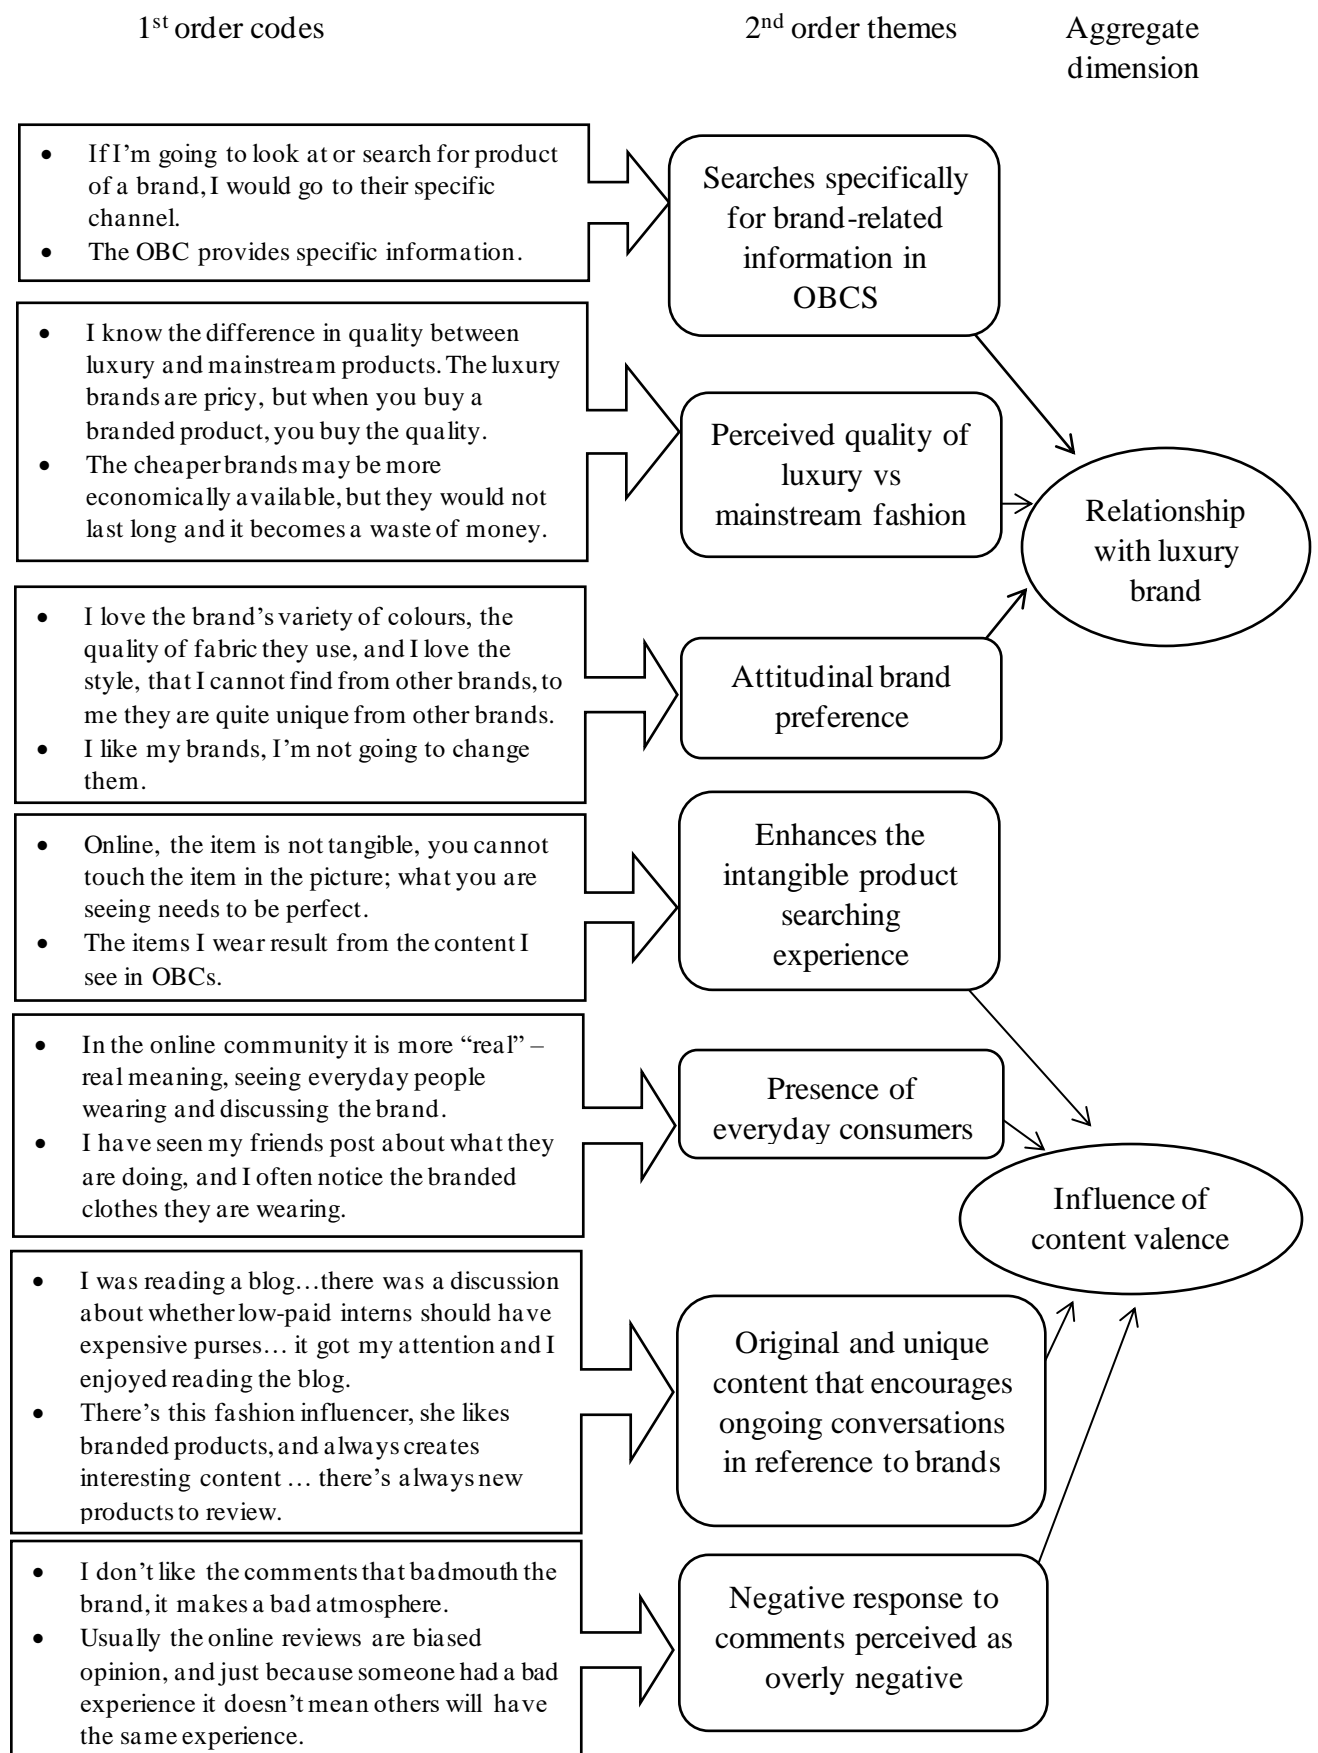 1st order codes
2nd order themes
Aggregate
dimension
• If I’m going to look at or search for product
of a brand, I would go to their specific
channel.
• The OBC provides specific information.
Searches specifically
for brand-related
information in
OBCS
• I know the difference in quality between
luxury and mainstream products. The luxury
brands are pricy, but when you buy a
branded product, you buy the quality.
• The cheaper brands may be more
economically available, but they would not
last long and it becomes a waste of money.
Perceived quality of
luxury vs
mainstream fashion
Relationship
with luxury
brand
• I love the brand’s variety of colours, the
quality of fabric they use, and I love the
style, that I cannot find from other brands, to
me they are quite unique from other brands.
• I like my brands, I’m not going to change
them.
Attitudinal brand
preference
• Online, the item is not tangible, you cannot
touch the item in the picture; what you are
seeing needs to be perfect.
• The items I wear result from the content I
see in OBCs.
Enhances the
intangible product
searching
experience
• In the online community it is more “real” –
real meaning, seeing everyday people
wearing and discussing the brand.
• I have seen my friends post about what they
are doing, and I often notice the branded
clothes they are wearing.
Presence of
everyday consumers
Influence of
content valence
• I was reading a blog…there was a discussion
about whether low-paid interns should have
expensive purses… it got my attention and I
enjoyed reading the blog.
• There’s this fashion influencer, she likes
branded products, and always creates
interesting content … there’s always new
products to review.
Original and unique
content that encourages
ongoing conversations
in reference to brands
• I don’t like the comments that badmouth the
brand, it makes a bad atmosphere.
• Usually the online reviews are biased
opinion, and just because someone had a bad
experience it doesn’t mean others will have
the same experience.
Negative response to
comments perceived as
overly negative